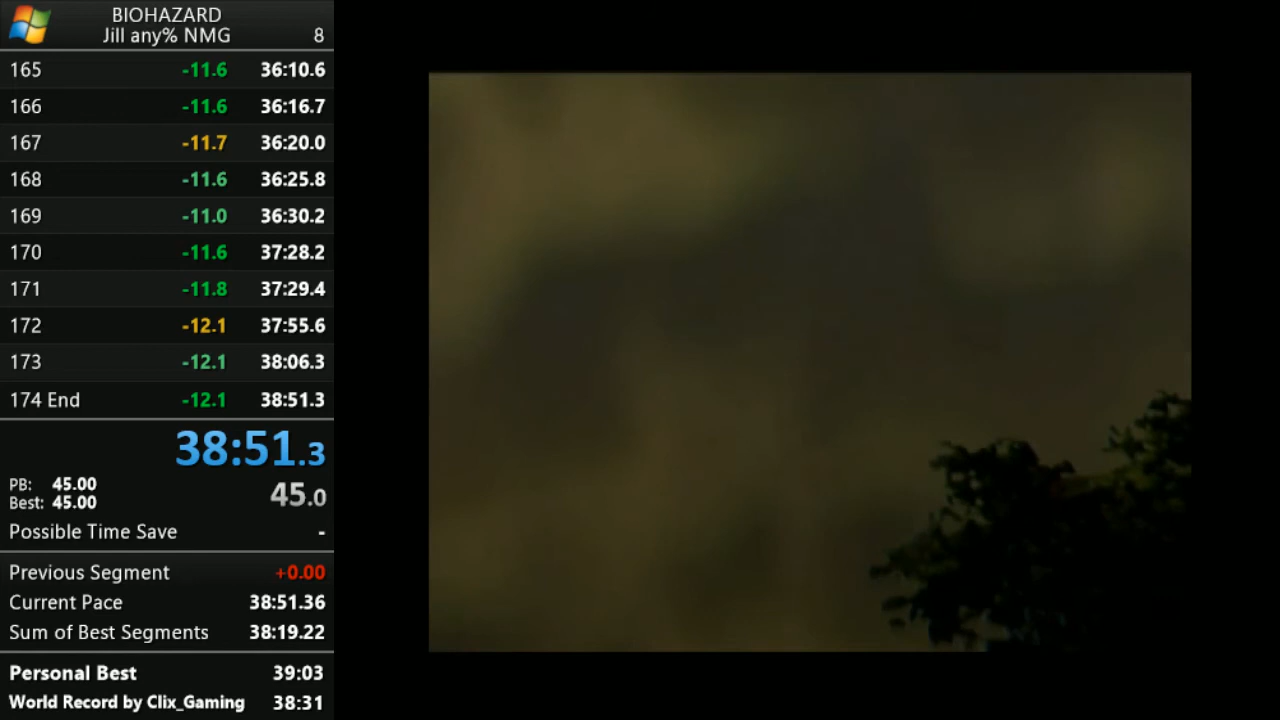 BIOHAZARD
Jill any% NMG 8
165 -11.6 36:10.6
166 -11.6 36:16.7
167 -11.7 36:20.0
168 -11.6 36:25.8
169 -11.0 36:30.2
170 -11.6 37:28.2
171 -11.8 37:29.4
172 -12.1 37:55.6
173 -12.1 38:06.3
174 End -12.1 38:51.3
38:51.3
PB: 45.00
Best: 45.00 45.0
Possible Time Save -
Previous Segment +0.00
Current Pace 38:51.36
Sum of Best Segments 38:19.22
Personal Best 39:03
World Record by Clix_Gaming 38:31